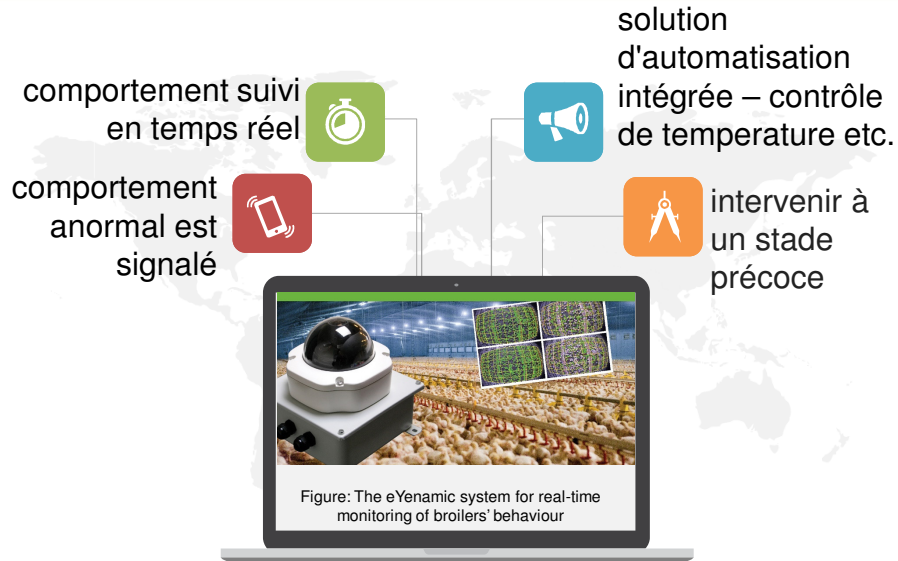 comportement suivi
en temps réel
solution
d'automatisation
intégrée – contrôle
de temperature etc.
comportement
anormal est
signalé
intervenir à
un stade
précoce
Figure: The eYenamic system for real-time
monitoring of broilers' behaviour